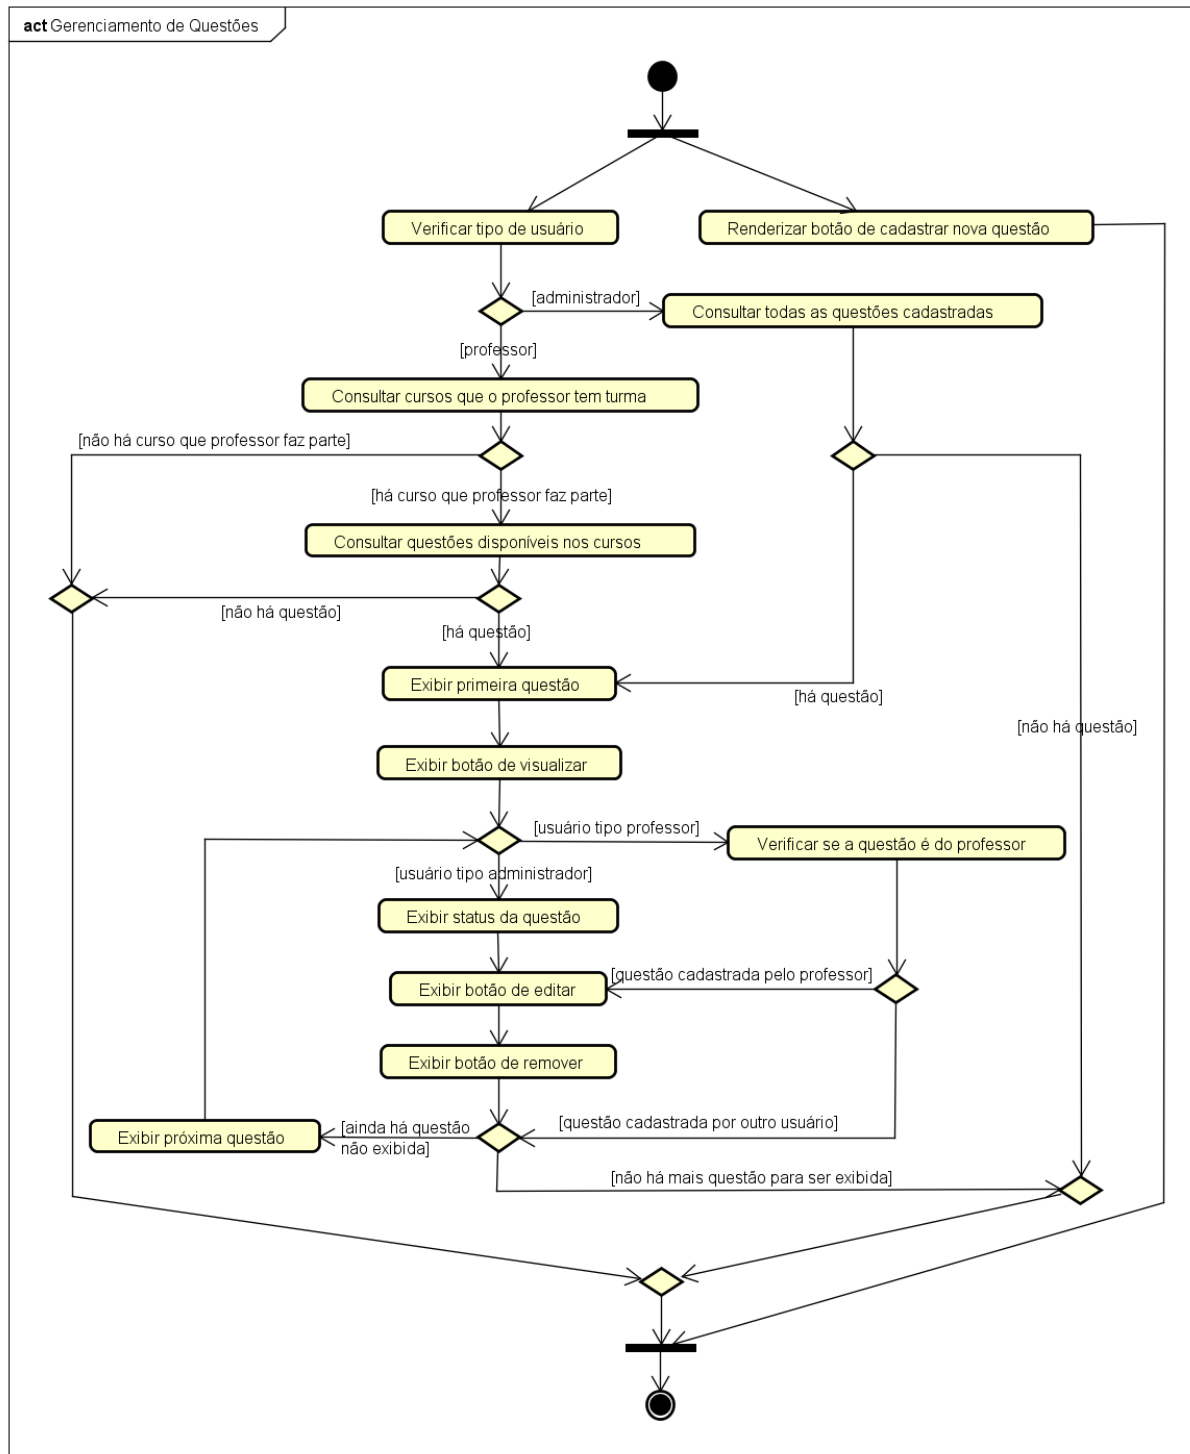 act Gerenciamento de Questões
Verificar tipo de usuário
Renderizar botão de cadastrar nova questão
[administrador]
Consultar todas as questões cadastradas
[professor]
Consultar cursos que o professor tem turma
[não há curso que professor faz parte]
[há curso que professor faz parte]
Consultar questões disponíveis nos cursos
[não há questão]
[há questão]
Exibir primeira questão
[há questão]
[não há questão]
Exibir botão de visualizar
[usuário tipo professor]
Verificar se a questão é do professor
[usuário tipo administrador]
Exibir status da questão
[questão cadastrada pelo professor]
Exibir botão de editar
Exibir botão de remover
[questão cadastrada por outro usuário]
[ainda há questão
não exibida]
Exibir próxima questão
[não há mais questão para ser exibida]